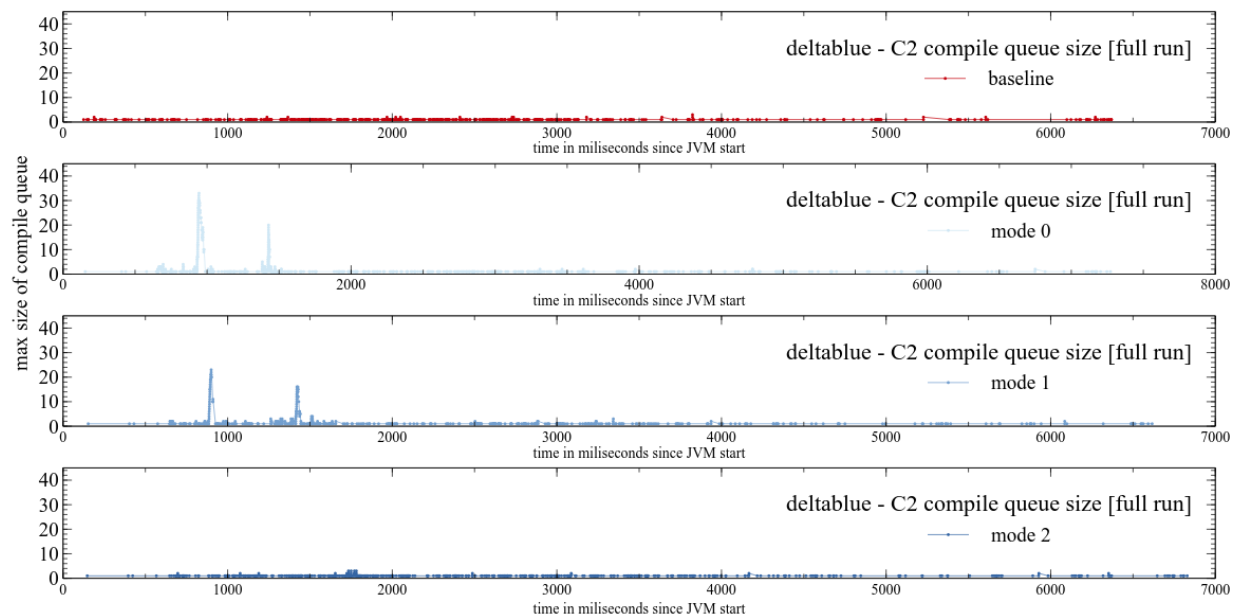 max size of compile queue
40
30
20
10
0
deltablue - C2 compile queue size [full run]
baseline
0 1000 2000 3000 4000 5000 6000 7000
time in miliseconds since JVM start
40
30
20
10
0
deltablue - C2 compile queue size [full run]
mode 0
0 2000 4000 6000 8000
time in miliseconds since JVM start
40
30
20
10
0
deltablue - C2 compile queue size [full run]
mode 1
0 1000 2000 3000 4000 5000 6000 7000
time in miliseconds since JVM start
40
30
20
10
0
deltablue - C2 compile queue size [full run]
mode 2
0 1000 2000 3000 4000 5000 6000 7000
time in miliseconds since JVM start